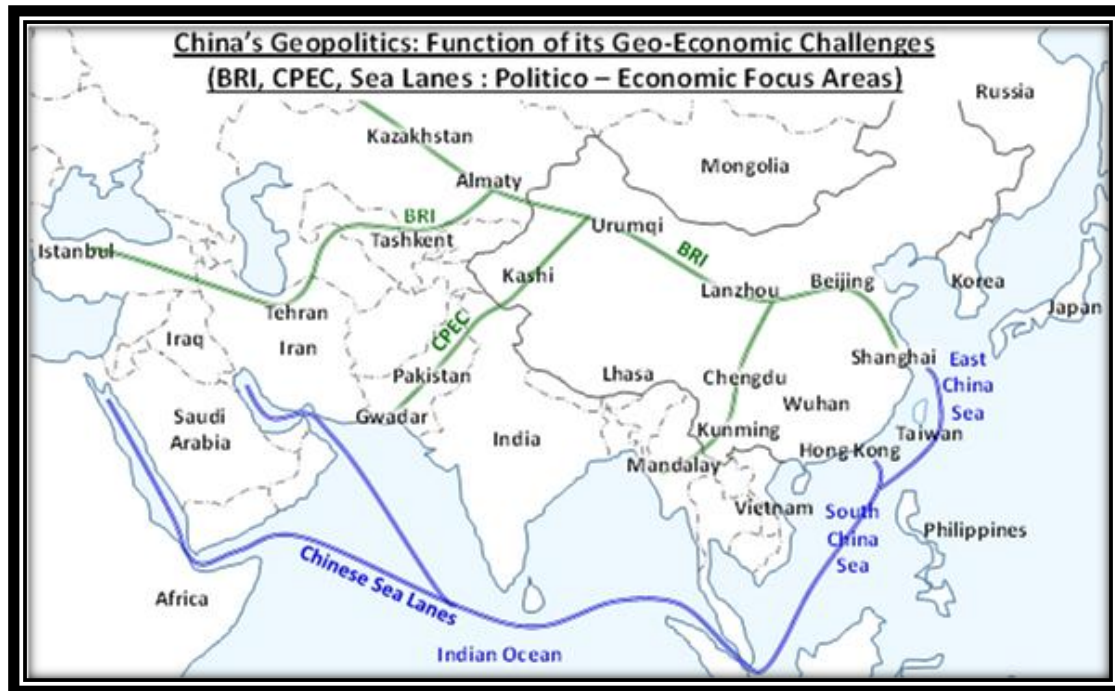 China's Geopolitics: Function of its Geo-Economic Challenges
(BRI, CPEC, Sea Lanes : Politico – Economic Focus Areas)
Russia
Kazakhstan
Mongolia
Almaty
BRI
Urumqi
Tashkent
Istanbul
BRI
Kashi
Lanzhou
Beijing
Korea
Japan
Tehran
Iraq
Iran
CPEC
Shanghai
East
China
Sea
Pakistan
Lhasa
Chengdu
Wuhan
Saudi
Arabia
Gwadar
India
Kunming
Taiwan
Hong Kong
Mandalay
Vietnam
South
China
Sea
Philippines
Chinese Sea Lanes
Africa
Indian Ocean